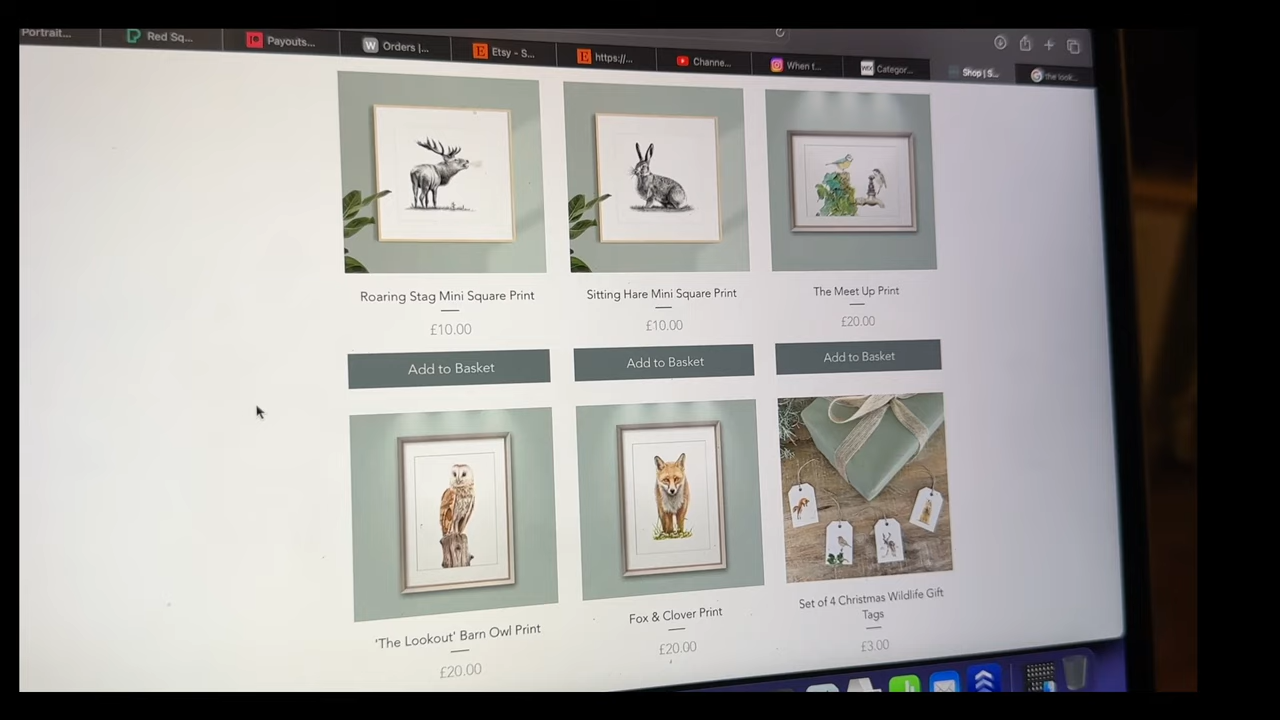 Portrait...
Red Sq...
Payouts...
Orders |...
Etsy - S...
https://...
Channe...
When t...
Categor...
Shop | S...
the look...
Roaring Stag Mini Square Print
£10.00
Add to Basket
Sitting Hare Mini Square Print
£10.00
Add to Basket
The Meet Up Print
£20.00
Add to Basket
'The Lookout' Barn Owl Print
£20.00
Fox & Clover Print
£20.00
Set of 4 Christmas Wildlife Gift
Tags
£3.00